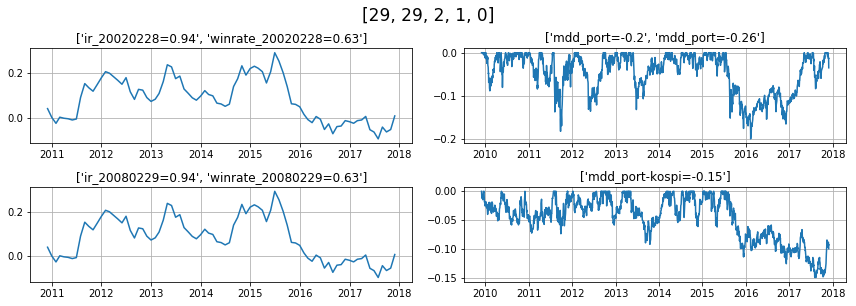 [29, 29, 2, 1, 0]
['ir_20020228=0.94', 'winrate_20020228=0.63']
0.2
0.0
2011 2012 2013 2014 2015 2016 2017 2018
['mdd_port=-0.2', 'mdd_port=-0.26']
0.0
−0.1
−0.2
2010 2011 2012 2013 2014 2015 2016 2017 2018
['ir_20080229=0.94', 'winrate_20080229=0.63']
0.2
0.0
2011 2012 2013 2014 2015 2016 2017 2018
['mdd_port-kospi=-0.15']
0.00
−0.05
−0.10
−0.15
2010 2011 2012 2013 2014 2015 2016 2017 2018